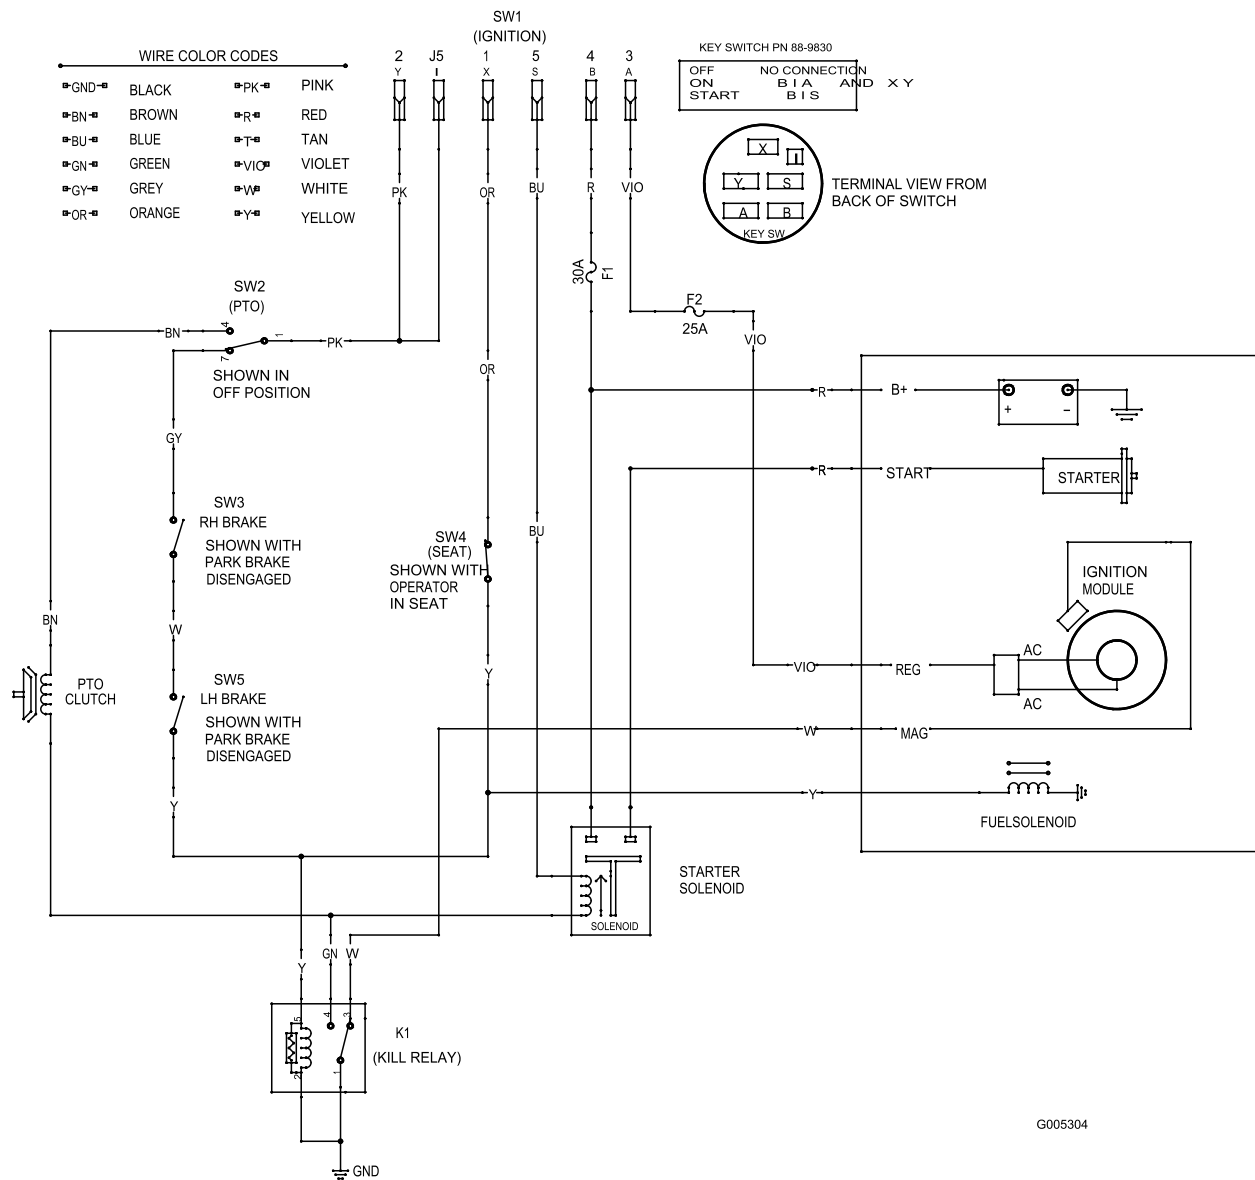 SW1
(IGNITION)
WIRE COLOR CODES
GND BLACK
BN BROWN
BU BLUE
GN GREEN
GY GREY
OR ORANGE
PK PINK
R RED
T TAN
VIO VIOLET
W WHITE
Y YELLOW
2 J5 1 5 4 3
Y I X S B A
KEY SWITCH PN 88-9830
OFF NO CONNECTION
ON B I A AND X Y
START B I S
X
I
Y S
A B
KEY SW
TERMINAL VIEW FROM
BACK OF SWITCH
PK
OR
BU
R
VIO
30A
F1
F2
25A
VIO
SW2
(PTO)
BN
4
1
7
PK
SHOWN IN
OFF POSITION
OR
R
B+
+ −
GY
R
START
STARTER
SW3
RH BRAKE
SHOWN WITH
PARK BRAKE
DISENGAGED
SW4
(SEAT)
SHOWN WITH
OPERATOR
IN SEAT
BU
IGNITION
MODULE
BN
W
Y
VIO
REG
AC
AC
PTO
CLUTCH
SW5
LH BRAKE
SHOWN WITH
PARK BRAKE
DISENGAGED
W
MAG
Y
Y
FUELSOLENOID
STARTER
SOLENOID
SOLENOID
Y
GN
W
5
4
3
2
1
K1
(KILL RELAY)
GND
G005304